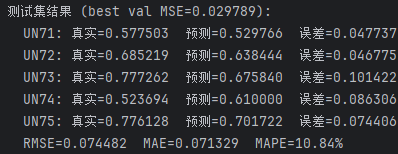 测试集结果 (best val MSE=0.029789):
UN71: 真实=0.577503 预测=0.529766 误差=0.047737
UN72: 真实=0.685219 预测=0.638444 误差=0.046775
UN73: 真实=0.777262 预测=0.675840 误差=0.101422
UN74: 真实=0.523694 预测=0.610000 误差=0.086306
UN75: 真实=0.776128 预测=0.701722 误差=0.074406
RMSE=0.074482 MAE=0.071329 MAPE=10.84%